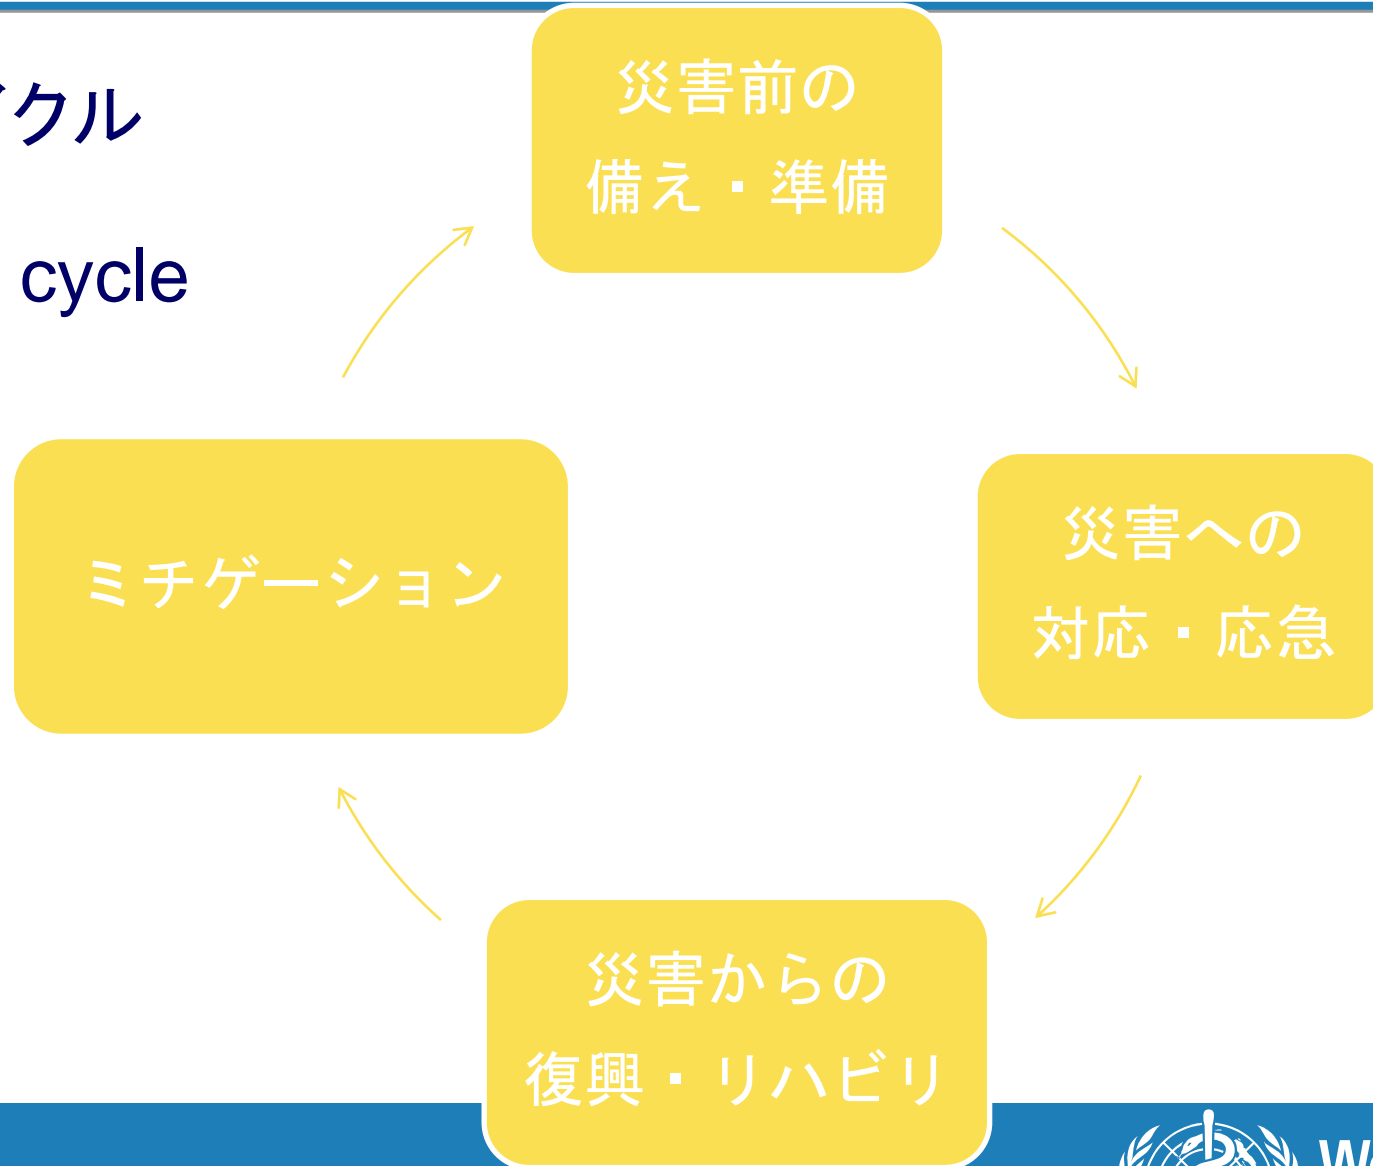 クル
cycle
災害前の
備え・準備
災害への
対応・応急
災害からの
復興・リハビリ
ミチゲーション